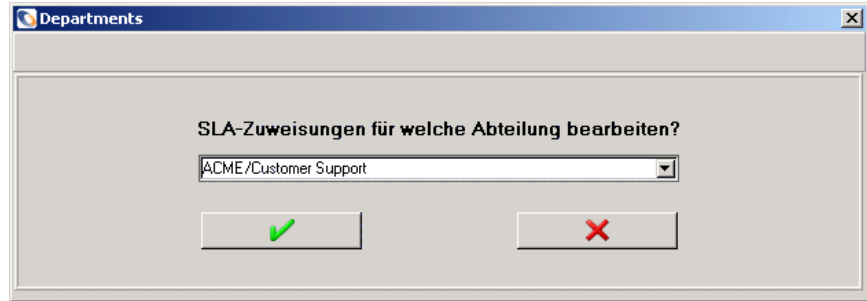 Departments
SLA-Zuweisungen für welche Abteilung bearbeiten?
ACME/Customer Support